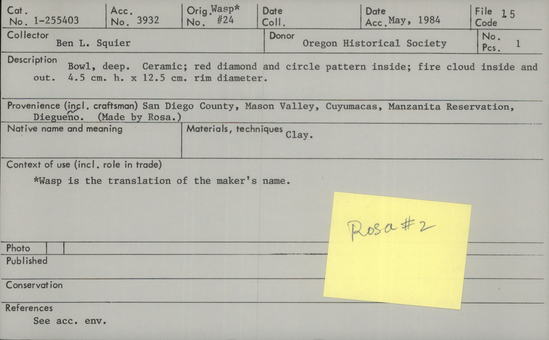 Cat. No. 1-255403 Acc. No. 3932 Orig. No. Wasp* #24 Date Coll. Date Acc. May, 1984 File Code 15
Collector Ben L. Squier Donor Oregon Historical Society No. Pcs. 1
Description Bowl, deep. Ceramic; red diamond and circle pattern inside; fire cloud inside and
out. 4.5 cm. h. x 12.5 cm. rim diameter.
Provenience (incl. craftsman) San Diego County, Mason Valley, Cuyumacas, Manzanita Reservation,
Diegueño. (Made by Rosa.)
Native name and meaning Materials, techniques Clay.
Context of use (incl. role in trade)
*Wasp is the translation of the maker's name.
Rosa #2
Photo
Published
Conservation
References
See acc. env.